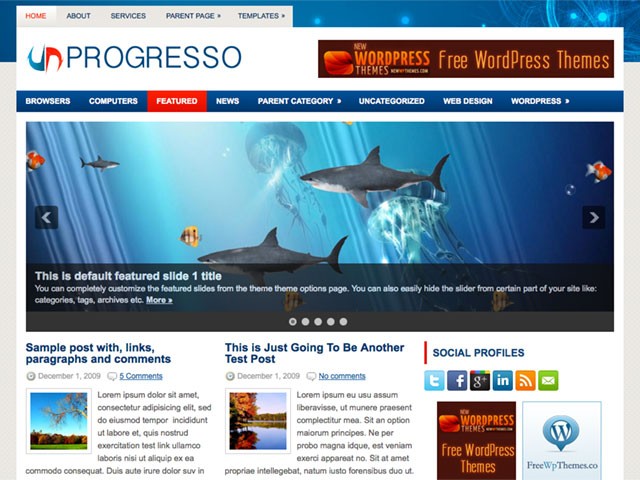 HOME ABOUT SERVICES PARENT PAGE » TEMPLATES »
PROGRESSO
NEW
WORDPRESS
THEMES NEWWPTHEMES.COM
Free WordPress Themes
BROWSERS COMPUTERS FEATURED NEWS PARENT CATEGORY » UNCATEGORIZED WEB DESIGN WORDPRESS »
This is default featured slide 1 title
You can completely customize the featured slides from the theme theme options page. You can also easily hide the slider from certain part of your site like:
categories, tags, archives etc. More »
Sample post with, links,
paragraphs and comments
December 1, 2009 5 Comments
Lorem ipsum dolor sit amet,
consectetur adipisicing elit, sed
do eiusmod tempor incididunt
ut labore et, quis nostrud
exercitation test link ullamco
laboris nisi ut aliquip ex ea
commodo consequat. Duis aute irure dolor suv in
This is Just Going To Be Another
Test Post
December 1, 2009 No comments
Lorem ipsum eu usu assum
liberavisse, ut munere praesent
complectitur mea. Sit an option
maiorum principes. Ne per
probo magna idque, est veniam
exerci appareat no. Sit at amet
propriae intellegebat, natum iusto forensibus duo ut.
SOCIAL PROFILES
NEW
WORDPRESS
THEMES
Free WordPress
Themes
FreeWpThemes.co